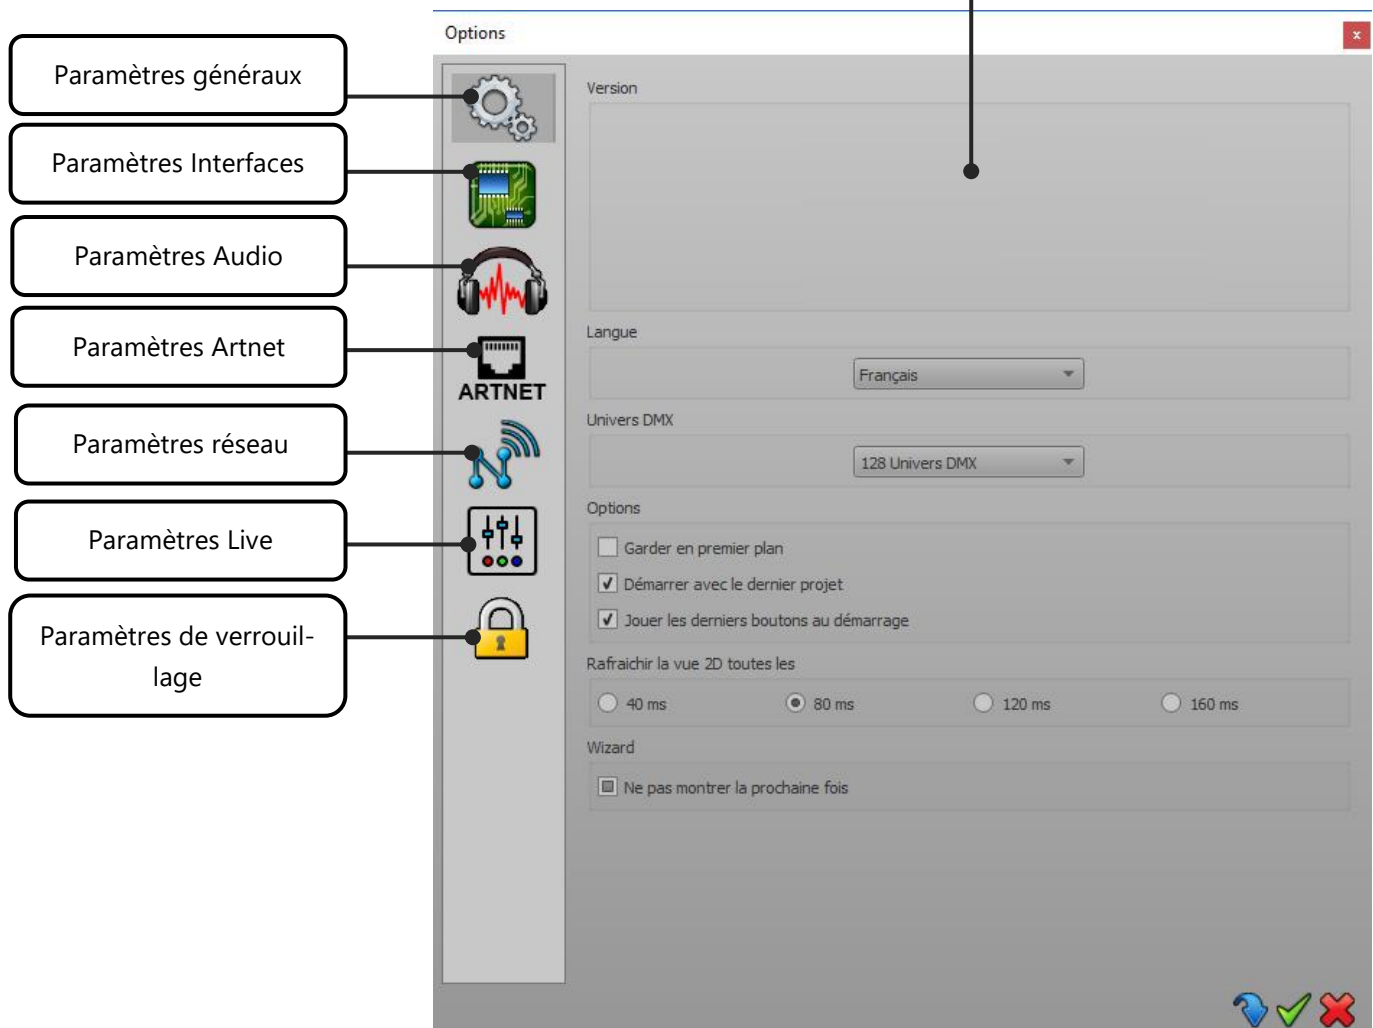 Options
x
Paramètres généraux
Paramètres Interfaces
Paramètres Audio
Paramètres Artnet
Paramètres réseau
Paramètres Live
Paramètres de verrouil-
lage
ARTNET
Version
Langue
Français
Univers DMX
128 Univers DMX
Options
Garder en premier plan
Démarrer avec le dernier projet
Jouer les derniers boutons au démarrage
Rafraichir la vue 2D toutes les
40 ms 80 ms 120 ms 160 ms
Wizard
Ne pas montrer la prochaine fois